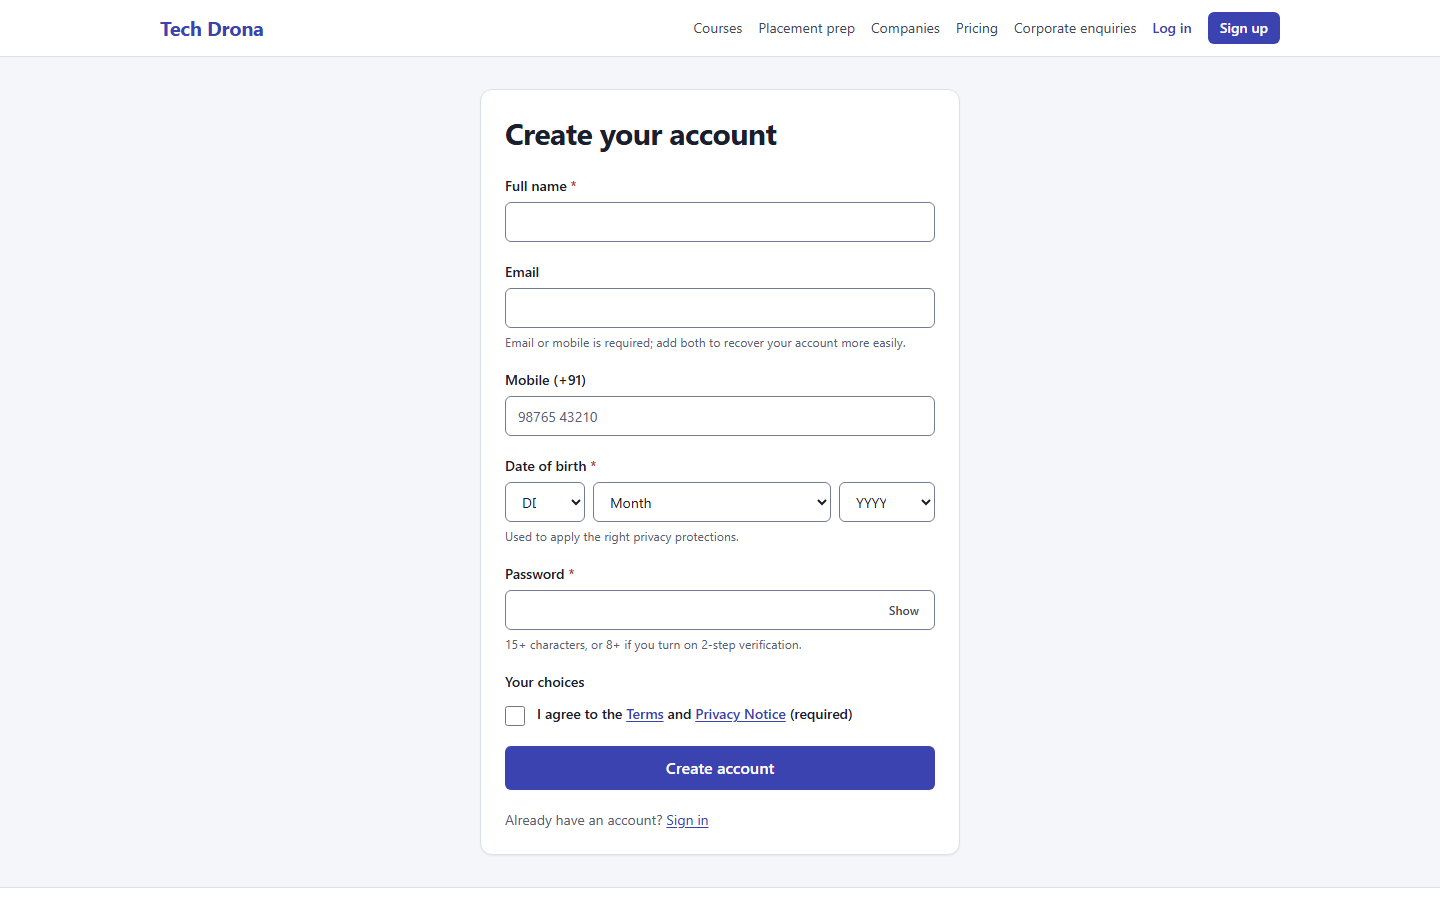 Tech Drona
Courses Placement prep Companies Pricing Corporate enquiries Log in Sign up
Create your account
Full name *
Email
Email or mobile is required; add both to recover your account more easily.
Mobile (+91)
98765 43210
Date of birth *
DD Month YYYY
Used to apply the right privacy protections.
Password *
Show
15+ characters, or 8+ if you turn on 2-step verification.
Your choices
I agree to the Terms and Privacy Notice (required)
Create account
Already have an account? Sign in